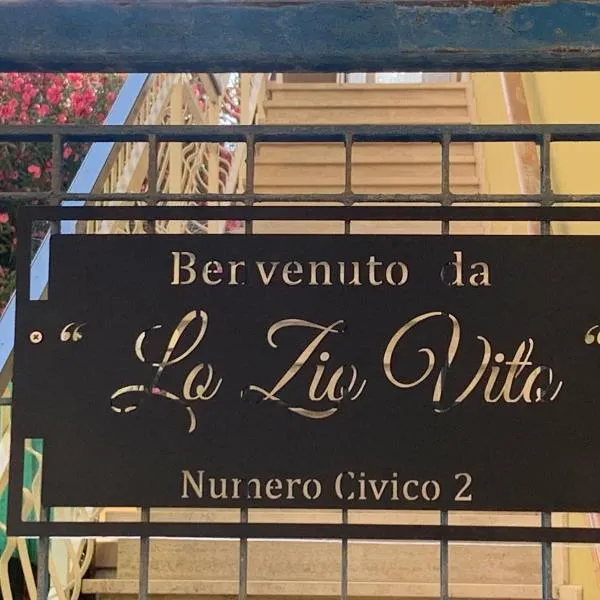 Benvenuto da
“ Lo Zio Vito “
Numero Civico 2